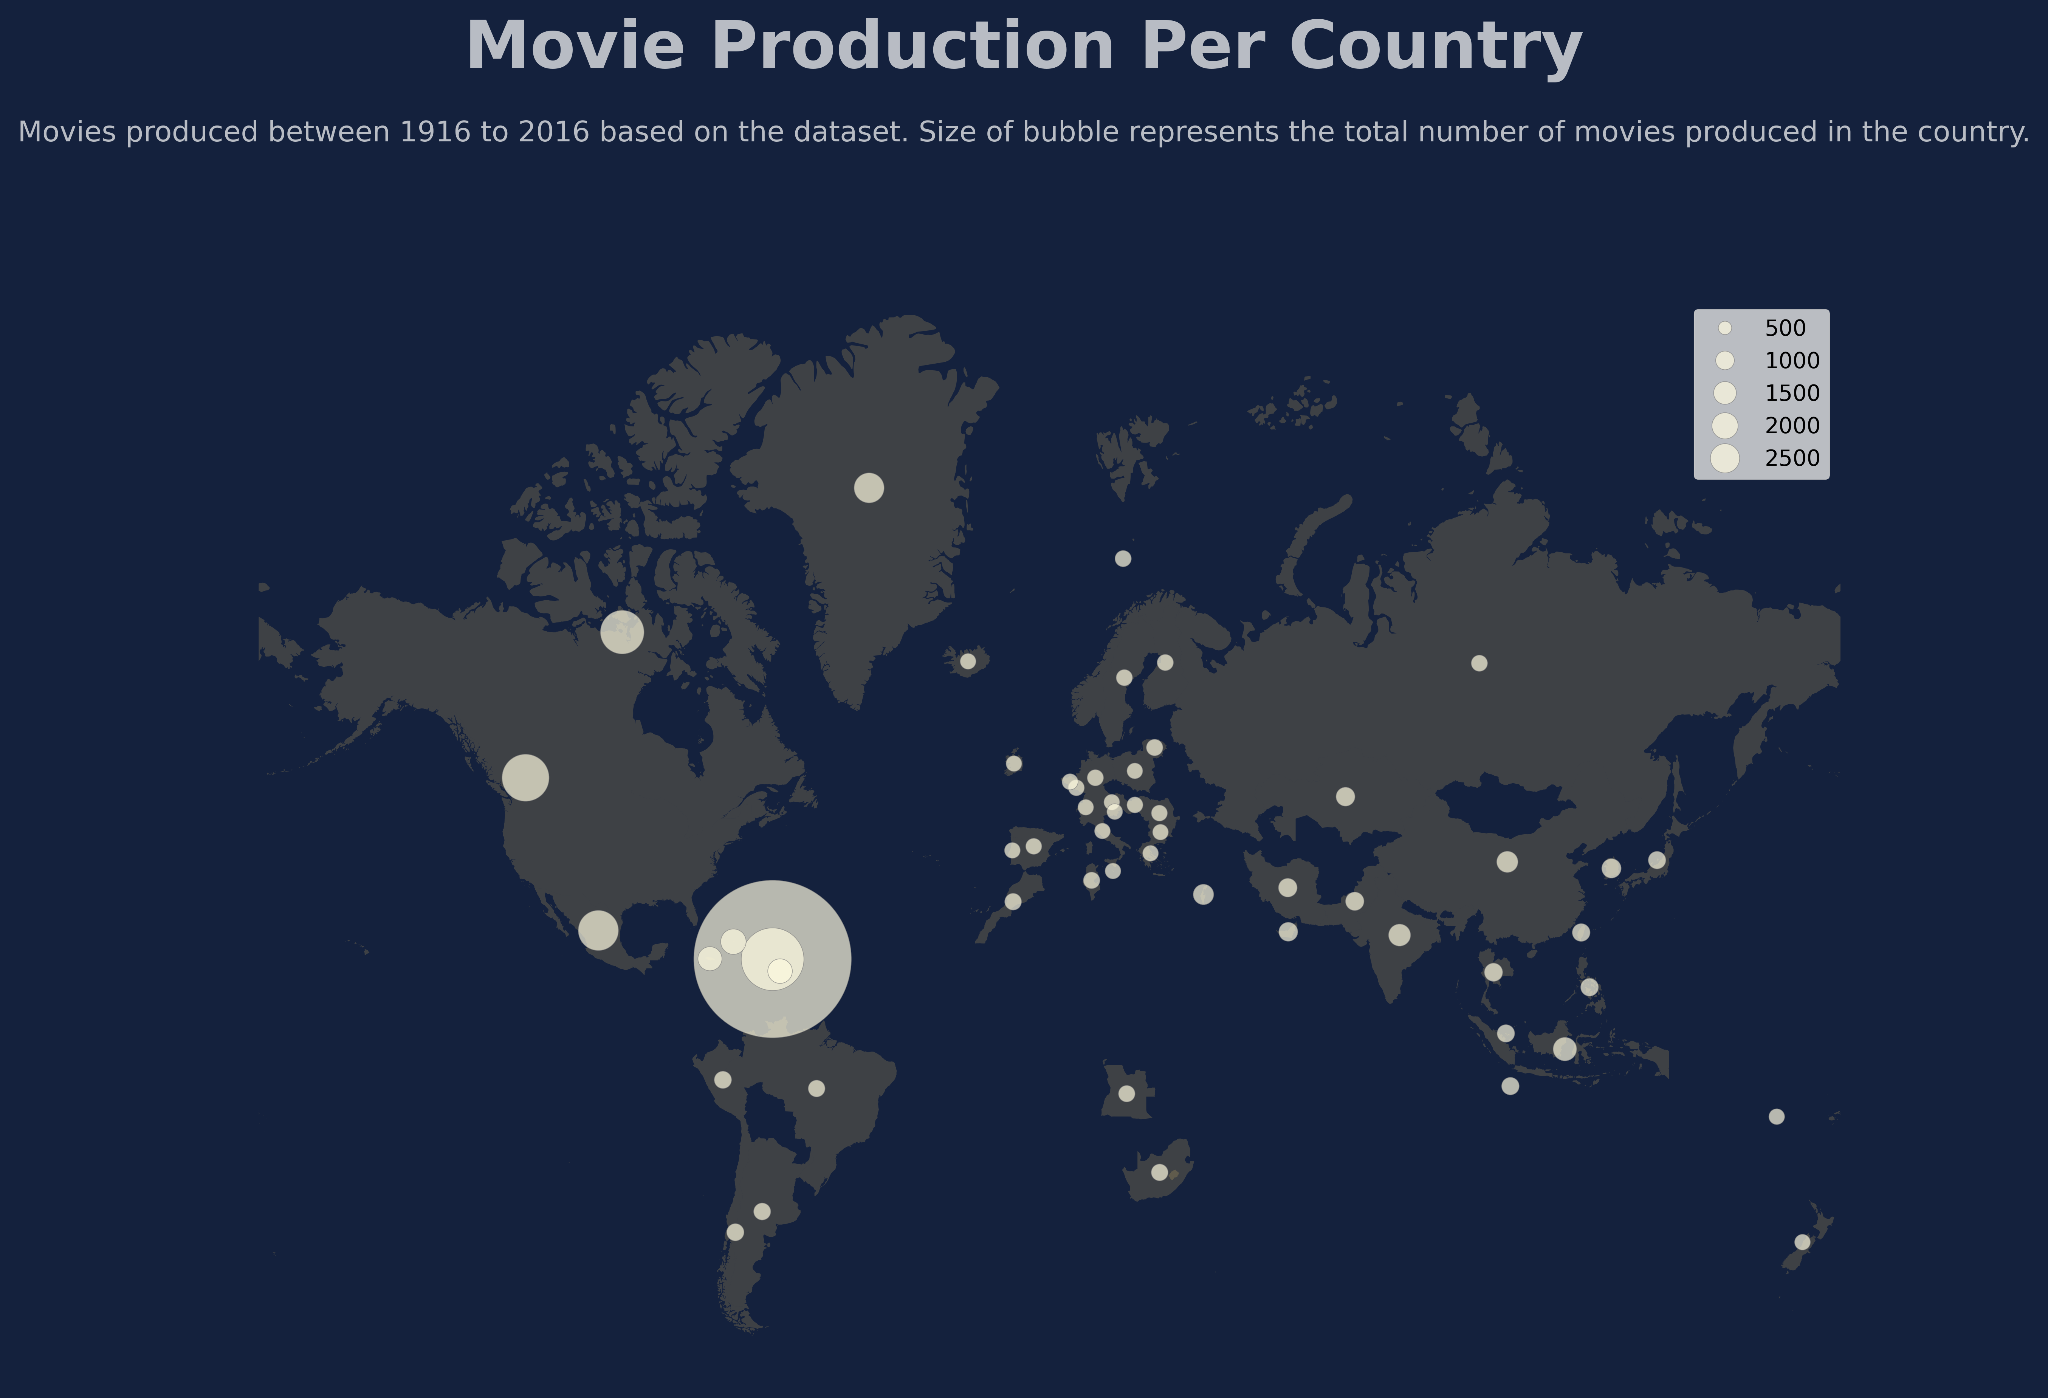 Movie Production Per Country
Movies produced between 1916 to 2016 based on the dataset. Size of bubble represents the total number of movies produced in the country.
500
1000
1500
2000
2500